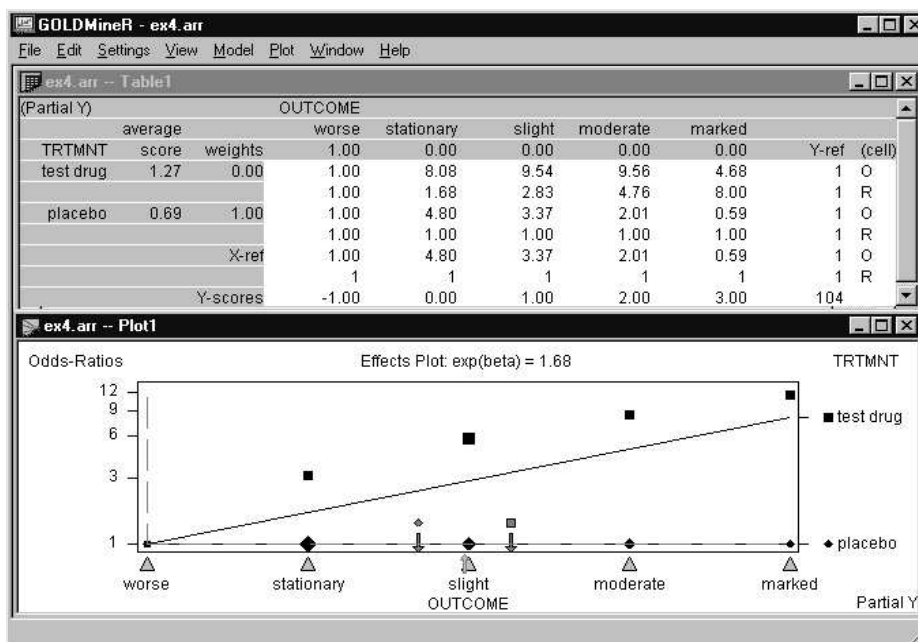 GOLDMineR - ex4.arr
File Edit Settings View Model Plot Window Help
ex4.arr -- Table1
(Partial Y) OUTCOME
average worse stationary slight moderate marked
TRTMNT score weights 1.00 0.00 0.00 0.00 0.00 Y-ref (cell)
test drug 1.27 0.00 1.00 8.08 9.54 9.56 4.68 1 O
1.00 1.68 2.83 4.76 8.00 1 R
placebo 0.69 1.00 1.00 4.80 3.37 2.01 0.59 1 O
1.00 1.00 1.00 1.00 1.00 1 R
X-ref 1.00 4.80 3.37 2.01 0.59 1 O
1 1 1 1 1 1 R
Y-scores -1.00 0.00 1.00 2.00 3.00 104
ex4.arr -- Plot1
Odds-Ratios Effects Plot: exp(beta) = 1.68 TRTMNT
12
9
test drug
6
3
1
placebo
worse stationary slight moderate marked
OUTCOME
Partial Y